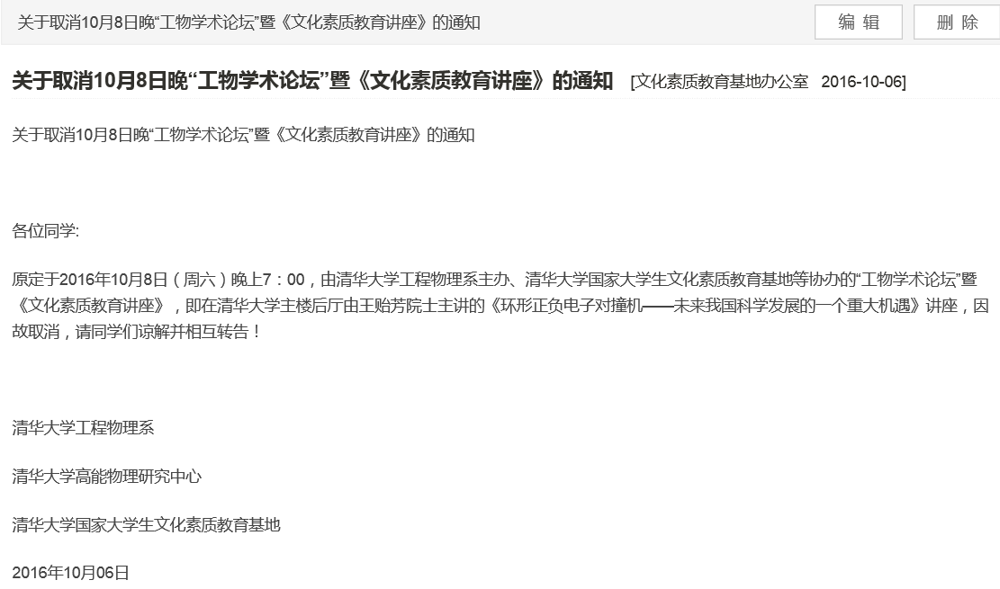 关于取消10月8日晚“工物学术论坛”暨《文化素质教育讲座》的通知
编 辑
删 除
关于取消10月8日晚“工物学术论坛”暨《文化素质教育讲座》的通知 [文化素质教育基地办公室 2016-10-06]
关于取消10月8日晚“工物学术论坛”暨《文化素质教育讲座》的通知
各位同学:
原定于2016年10月8日（周六）晚上7：00，由清华大学工程物理系主办、清华大学国家大学生文化素质教育基地等协办的“工物学术论坛”暨
《文化素质教育讲座》，即在清华大学主楼后厅由王贻芳院士主讲的《环形正负电子对撞机——未来我国科学发展的一个重大机遇》讲座，因
故取消，请同学们谅解并相互转告！
清华大学工程物理系
清华大学高能物理研究中心
清华大学国家大学生文化素质教育基地
2016年10月06日